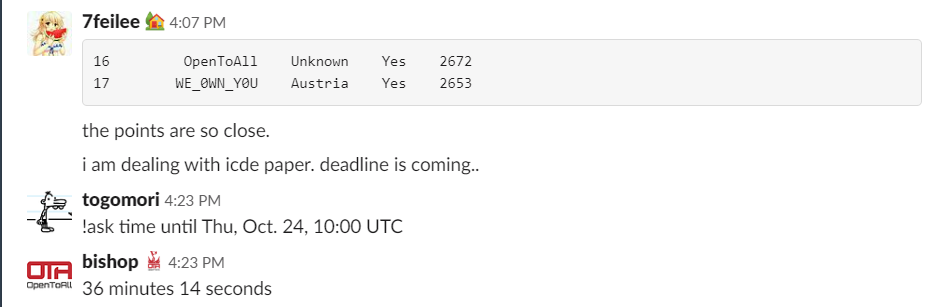 7feilee 4:07 PM
16 OpenToAll Unknown Yes 2672
17 WE_0WN_Y0U Austria Yes 2653
the points are so close.
i am dealing with icde paper. deadline is coming..
togomori 4:23 PM
!ask time until Thu, Oct. 24, 10:00 UTC
bishop 4:23 PM
OTA
OpenToAll
36 minutes 14 seconds